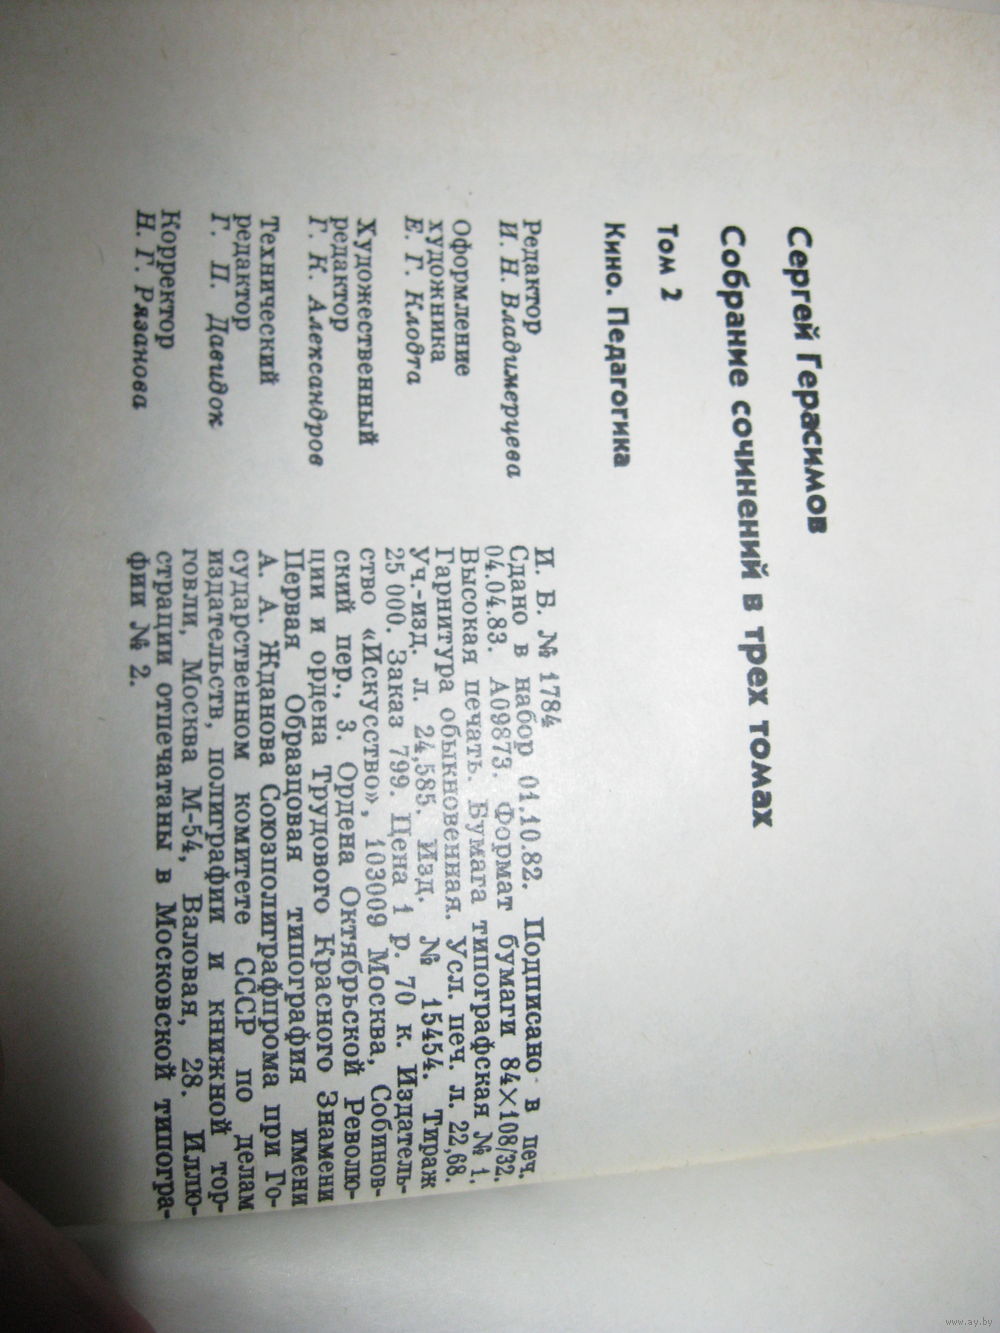 Сергей Герасимов
Собрание сочинений в трех томах
Том 2
Кино. Педагогика
Редактор
И. Н. Владимерцева
Оформление
художника
Е. Г. Клодта
Художественный
редактор
Г. К. Александров
Технический
редактор
Г. П. Давидок
Корректор
Н. Г. Рязанова
И. Б. № 1784
Сдано в набор 01.10.82. Подписано в печ.
04.04.83. А09873. Формат бумаги 84×108/32.
Высокая печать. Бумага типографская № 1.
Гарнитура обыкновенная. Усл. печ. л. 22,68.
Уч.-изд. л. 24,585. Изд. № 15454. Тираж
25 000. Заказ 799. Цена 1 р. 70 к. Издатель-
ство «Искусство», 103009 Москва, Собинов-
ский пер., 3. Ордена Октябрьской Револю-
ции и ордена Трудового Красного Знамени
Первая Образцовая типография имени
А. А. Жданова Союзполиграфпрома при Го-
сударственном комитете СССР по делам
издательств, полиграфии и книжной тор-
говли, Москва М-54, Валовая, 28. Иллю-
страции отпечатаны в Московской типогра-
фии № 2.
www.ay.by